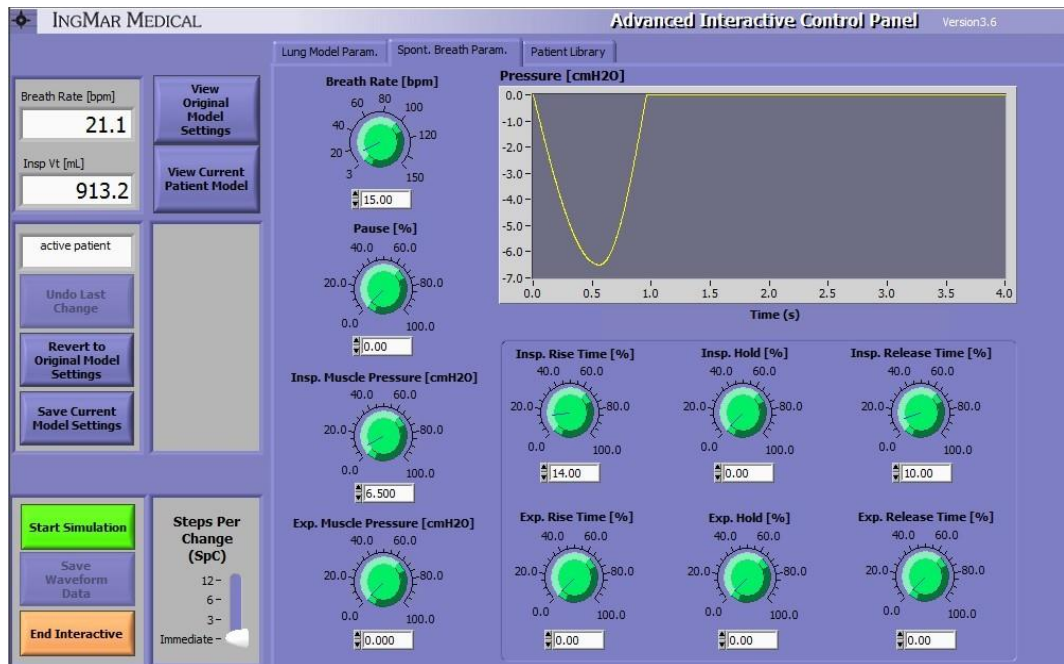 INGMAR MEDICAL
Advanced Interactive Control Panel Version3.6
Lung Model Param. Spont. Breath Param. Patient Library
Breath Rate [bpm]
21.1
Insp Vt [mL]
913.2
View
Original
Model
Settings
View Current
Patient Model
active patient
Undo Last
Change
Revert to
Original Model
Settings
Save Current
Model Settings
Start Simulation
Save
Waveform
Data
End Interactive
Steps Per
Change
(SpC)
12
6
3
Immediate
Breath Rate [bpm]
60 80 100
40 120
20
3 150
15.00
Pause [%]
40.0 60.0
20.0 80.0
0.0 100.0
0.00
Insp. Muscle Pressure [cmH2O]
40.0 60.0
20.0 80.0
0.0 100.0
6.500
Exp. Muscle Pressure [cmH2O]
40.0 60.0
20.0 80.0
0.0 100.0
0.000
Pressure [cmH2O]
0.0
-1.0
-2.0
-3.0
-4.0
-5.0
-6.0
-7.0
0.0 0.5 1.0 1.5 2.0 2.5 3.0 3.5 4.0
Time (s)
Insp. Rise Time [%]
40.0 60.0
20.0 80.0
0.0 100.0
14.00
Insp. Hold [%]
40.0 60.0
20.0 80.0
0.0 100.0
0.00
Insp. Release Time [%]
40.0 60.0
20.0 80.0
0.0 100.0
10.00
Exp. Rise Time [%]
40.0 60.0
20.0 80.0
0.0 100.0
0.00
Exp. Hold [%]
40.0 60.0
20.0 80.0
0.0 100.0
0.00
Exp. Release Time [%]
40.0 60.0
20.0 80.0
0.0 100.0
0.00